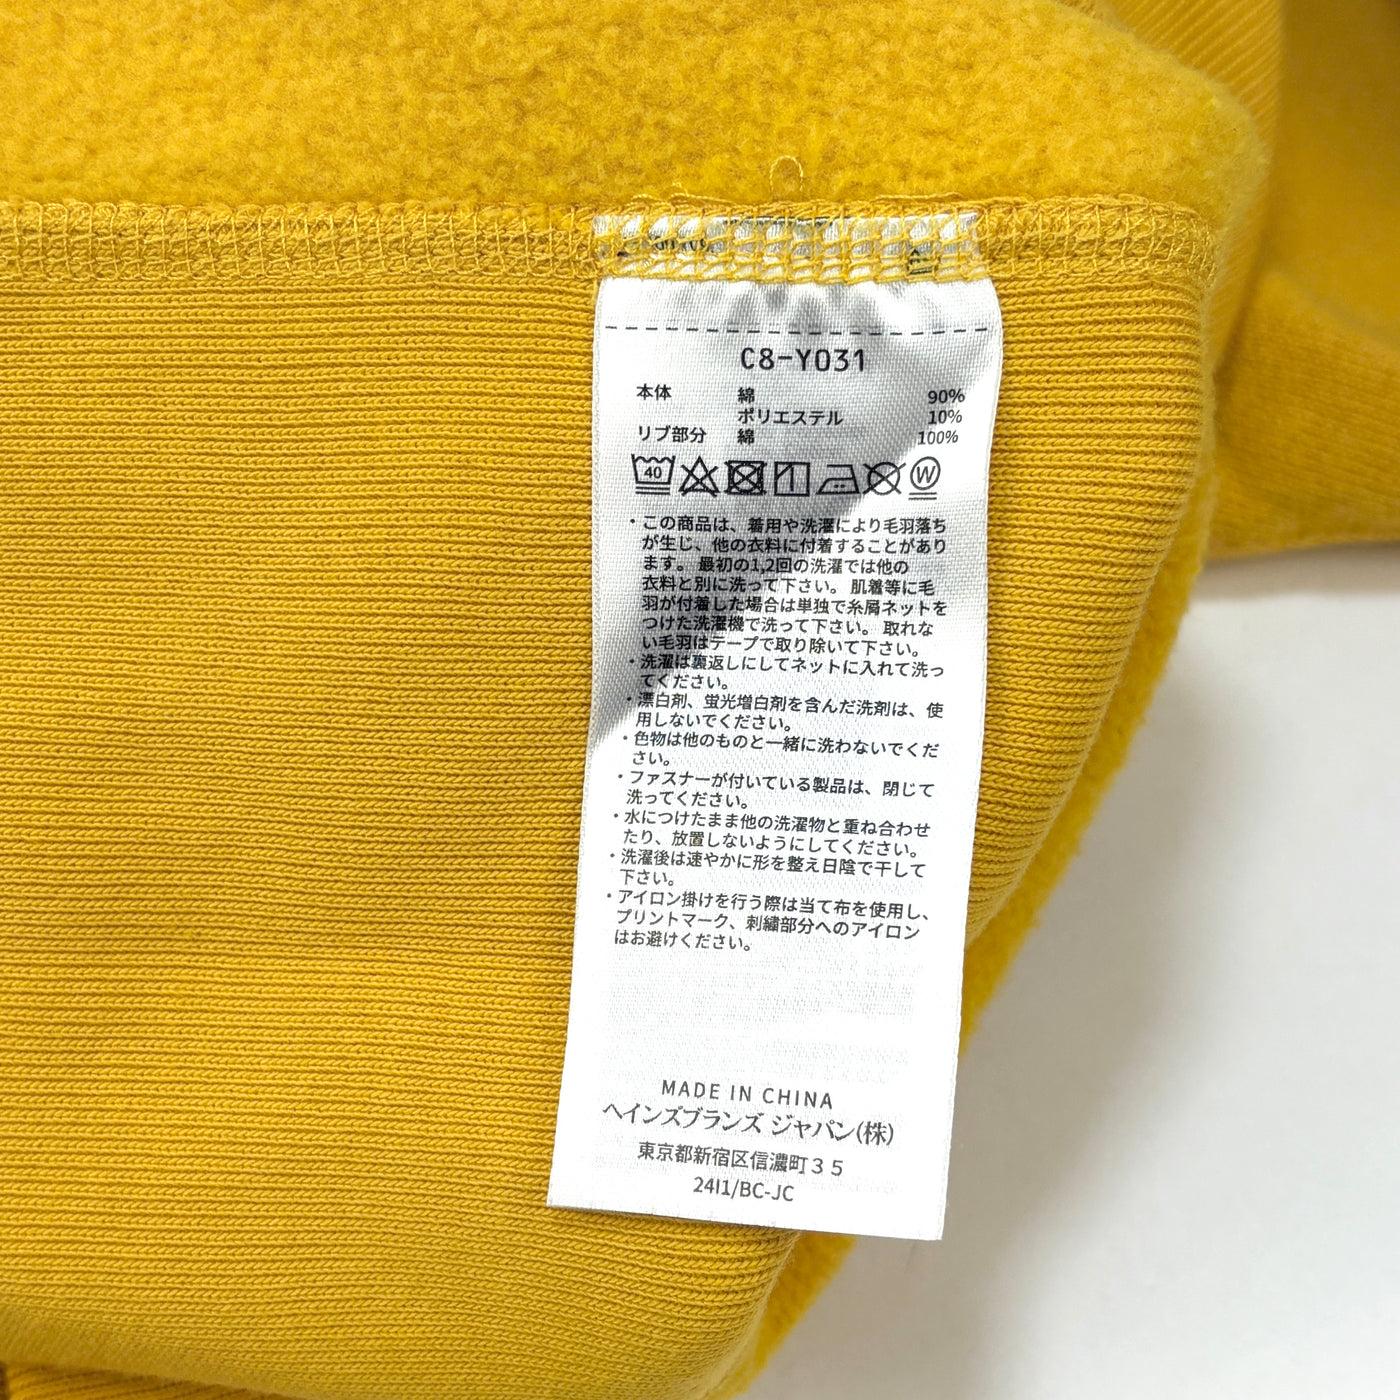 C8-Y031
本体 綿 90%
ポリエステル 10%
リブ部分 綿 100%
40 W
・この商品は、着用や洗濯により毛羽落ち
が生じ、他の衣料に付着することがあり
ます。最初の1,2回の洗濯では他の
衣料と別に洗って下さい。肌着等に毛
羽が付着した場合は単独で糸屑ネットを
つけた洗濯機で洗って下さい。取れな
い毛羽はテープで取り除いて下さい。
・洗濯は裏返しにしてネットに入れて洗っ
てください。
・漂白剤、蛍光増白剤を含んだ洗剤は、使
用しないでください。
・色物は他のものと一緒に洗わないでくだ
さい。
・ファスナーが付いている製品は、閉じて
洗ってください。
・水につけたまま他の洗濯物と重ね合わせ
たり、放置しないようにしてください。
・洗濯後は速やかに形を整え日陰で干して
下さい。
・アイロン掛けを行う際は当て布を使用し、
プリントマーク、刺繍部分へのアイロン
はお避けください。
MADE IN CHINA
ヘインズブランズ ジャパン(株)
東京都新宿区信濃町３５
24I1/BC-JC